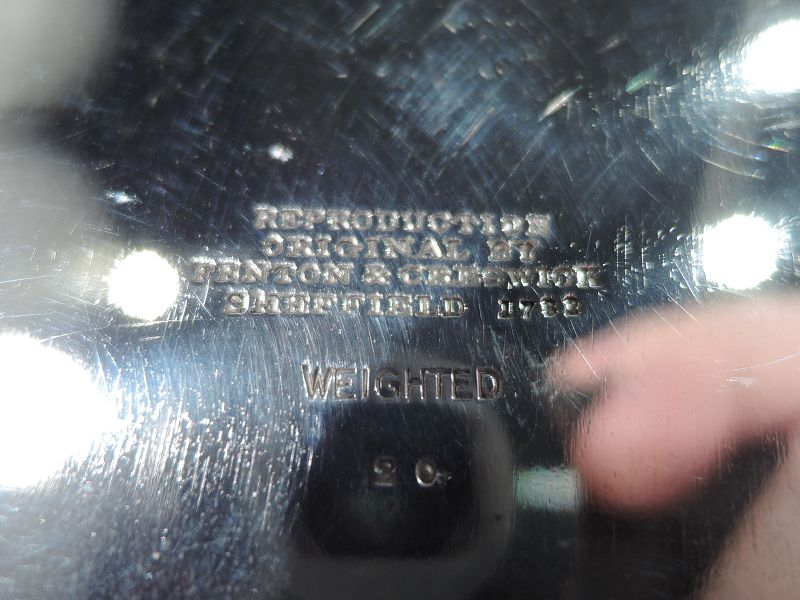 REPRODUCTION
ORIGINAL BY
FENTON & CRESWICK
SHEFFIELD 1782
WEIGHTED
20